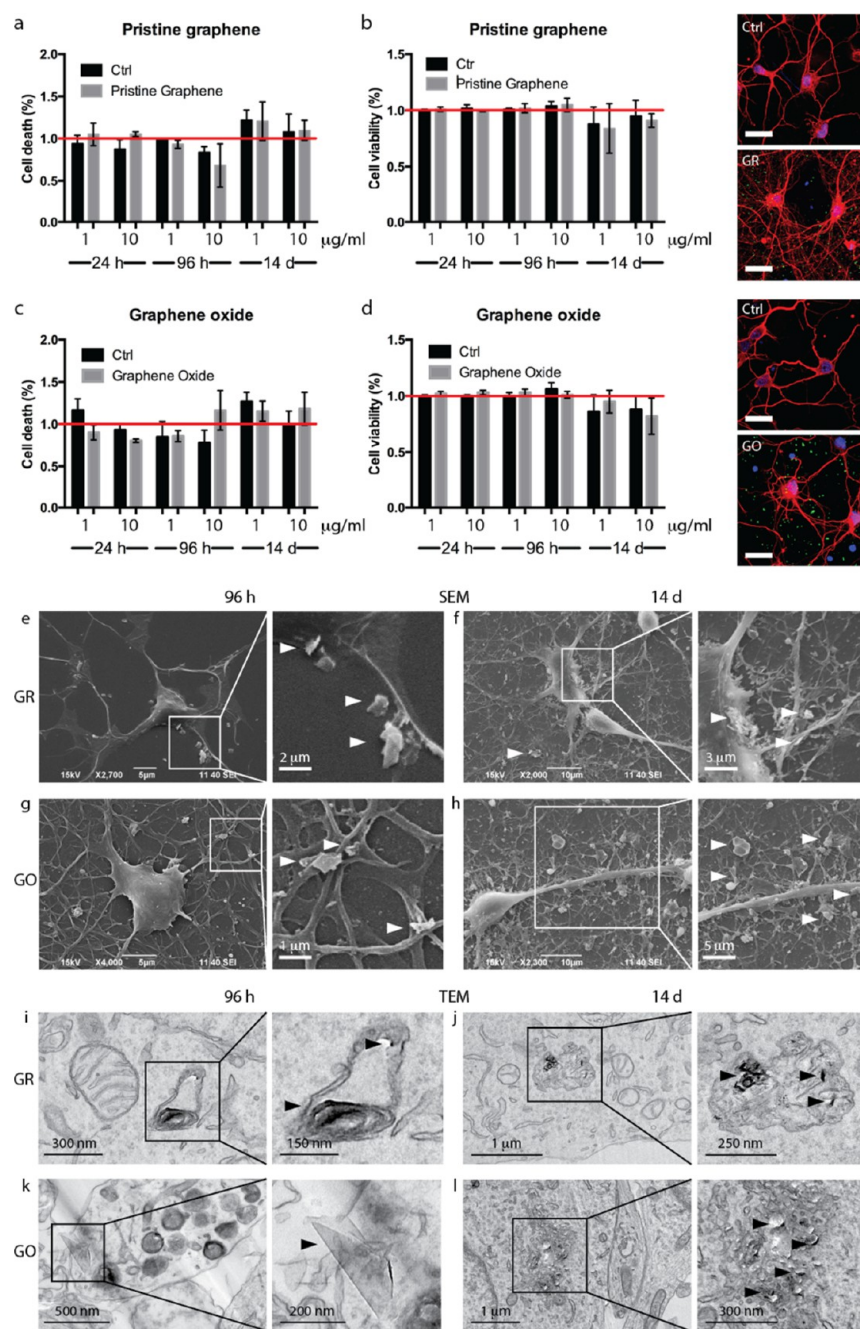 a
Pristine graphene
Cell death (%)
2.0
1.5
1.0
0.5
0.0
Ctrl
Pristine Graphene
1 10 1 10 1 10 µg/ml
24 h 96 h 14 d
b
Pristine graphene
Cell viability (%)
1.5
1.0
0.5
0.0
Ctr
Pristine Graphene
1 10 1 10 1 10
24 h 96 h 14 d
Ctrl
GR
c
Graphene oxide
Cell death (%)
2.0
1.5
1.0
0.5
0.0
Ctrl
Graphene Oxide
1 10 1 10 1 10 µg/ml
24 h 96 h 14 d
d
Graphene oxide
Cell viability (%)
1.5
1.0
0.5
0.0
Ctrl
Graphene Oxide
1 10 1 10 1 10
24 h 96 h 14 d
Ctrl
GO
96 h SEM 14 d
e
f
GR
15kV X2,700 5µm 11 40 SEI
2 µm
15kV X2,000 10µm 11 40 SEI
3 µm
g
h
GO
15kV X4,000 5µm 11 40 SEI
1 µm
15kV X2,300 10µm 11 40 SEI
5 µm
96 h TEM 14 d
i
j
GR
300 nm
150 nm
1 µm
250 nm
k
l
GO
500 nm
200 nm
1 µm
300 nm